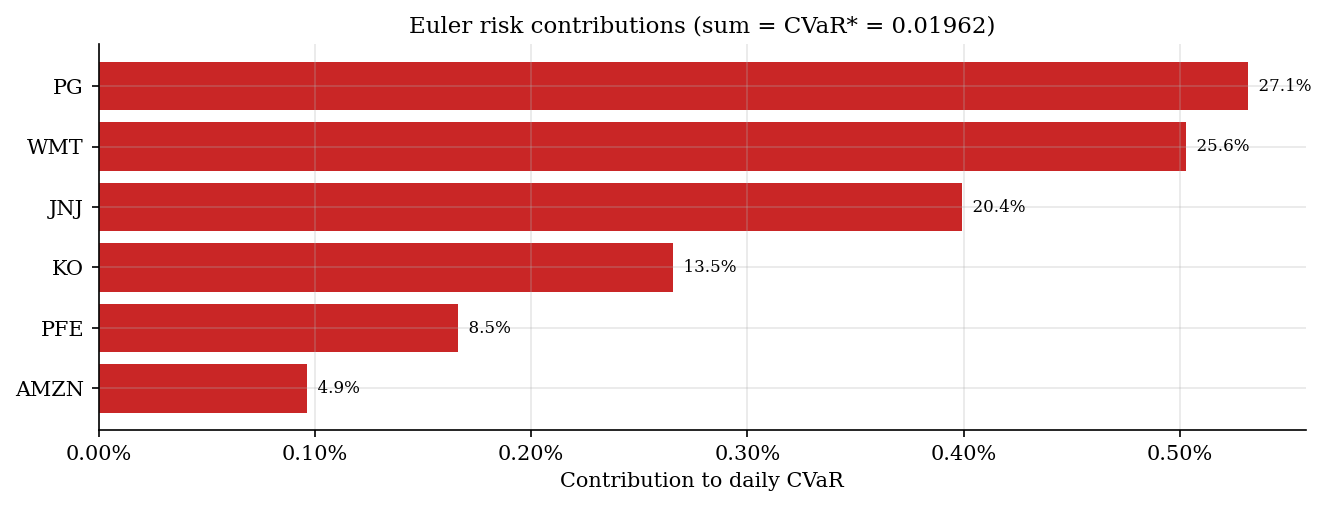 Euler risk contributions (sum = CVaR* = 0.01962)
PG 27.1%
WMT 25.6%
JNJ 20.4%
KO 13.5%
PFE 8.5%
AMZN 4.9%
0.00% 0.10% 0.20% 0.30% 0.40% 0.50%
Contribution to daily CVaR